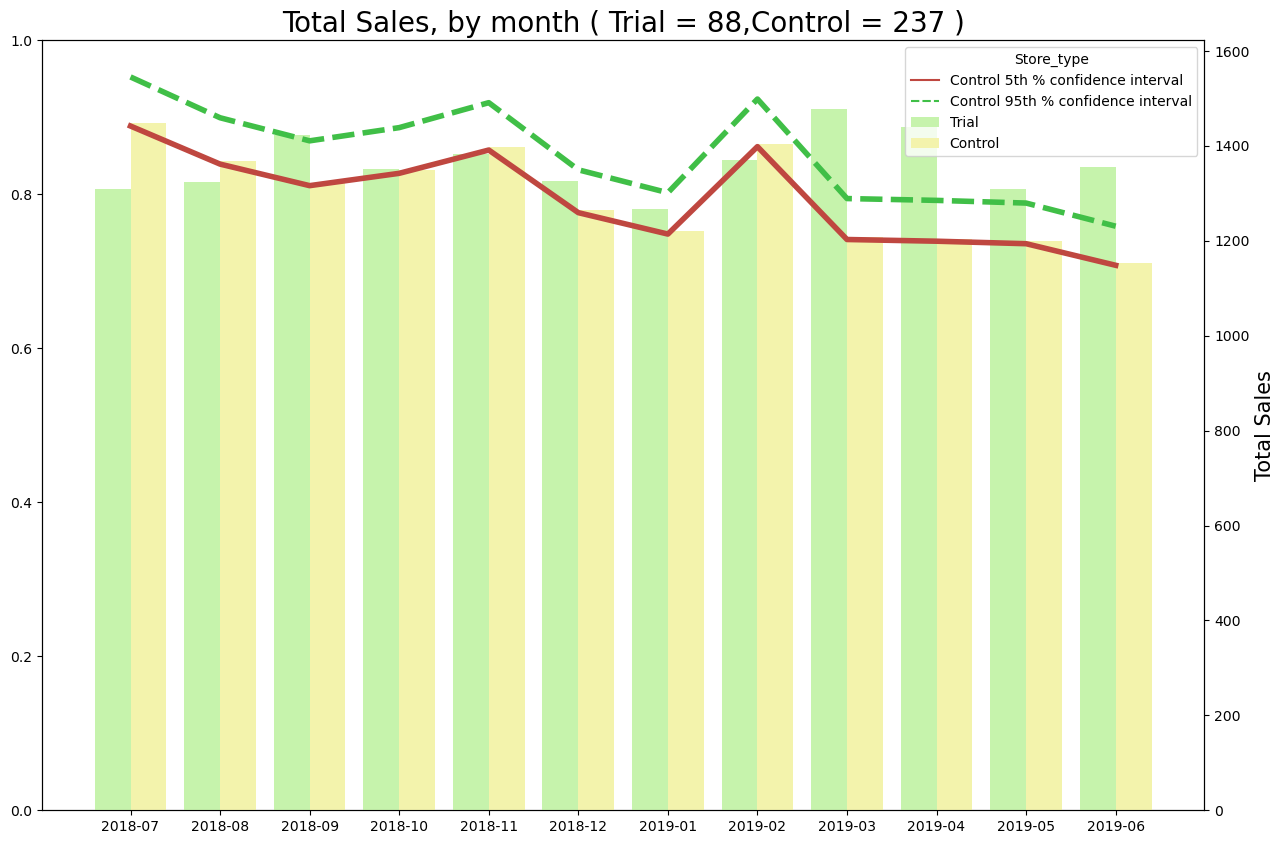 Total Sales, by month ( Trial = 88,Control = 237 )
Store_type
Control 5th % confidence interval
Control 95th % confidence interval
Trial
Control
1.0
0.8
0.6
0.4
0.2
0.0
1600
1400
1200
1000
800
600
400
200
0
Total Sales
2018-07 2018-08 2018-09 2018-10 2018-11 2018-12 2019-01 2019-02 2019-03 2019-04 2019-05 2019-06